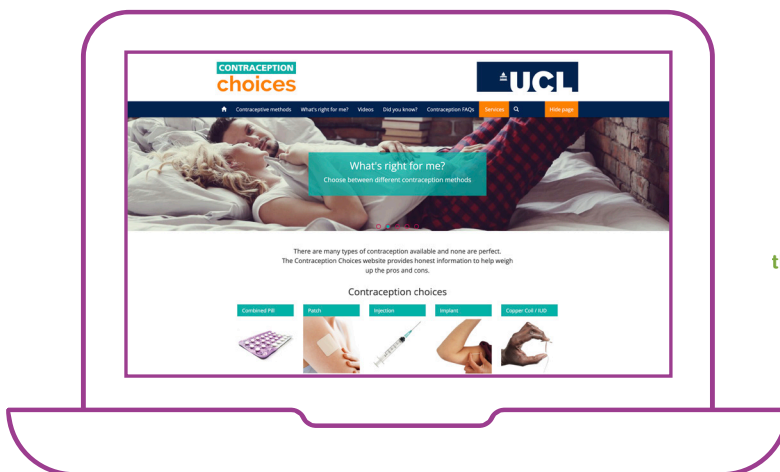 CONTRACEPTION
choices
UCL
Contraceptive methods What's right for me? Videos Did you know? Contraception FAQs Services Hide page
What's right for me?
Choose between different contraception methods
There are many types of contraception available and none are perfect.
The Contraception Choices website provides honest information to help weigh
up the pros and cons.
Contraception choices
Combined Pill Patch Injection Implant Copper Coil / IUD
t